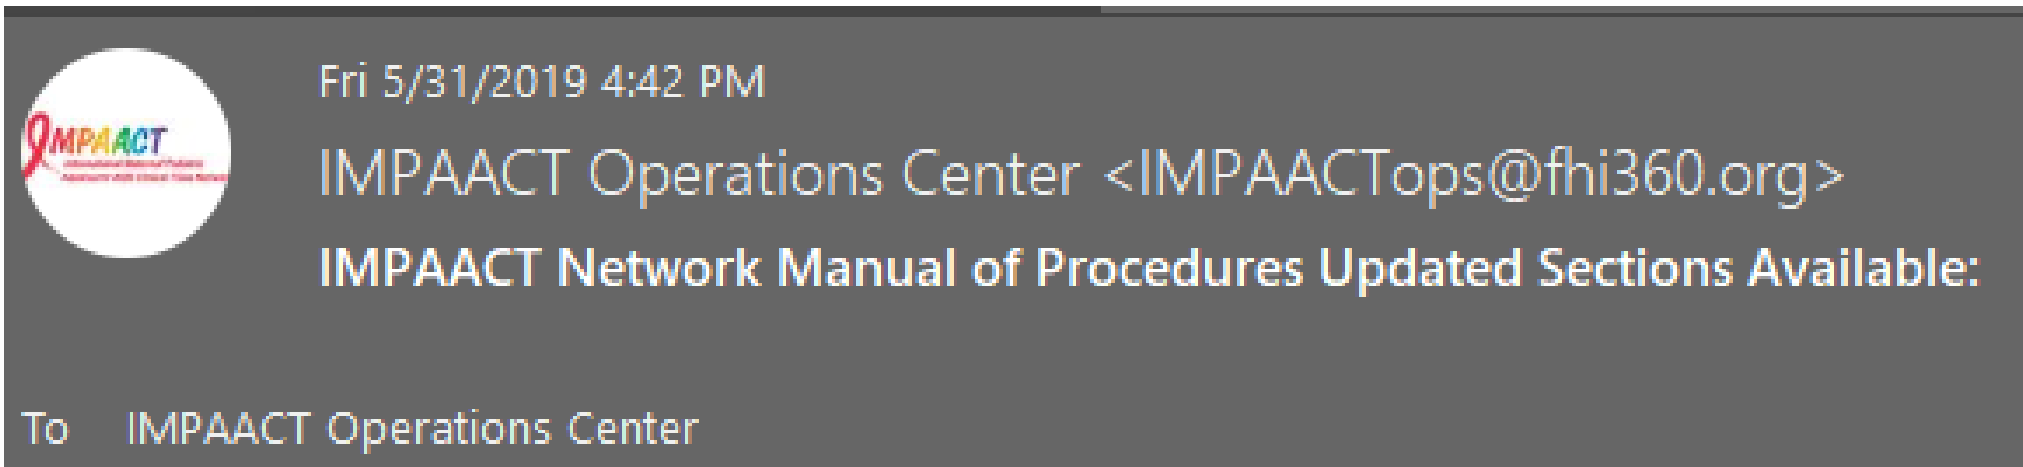 Fri 5/31/2019 4:42 PM
IMPAACT
IMPAACT Operations Center <IMPAACTops@fhi360.org>
IMPAACT Network Manual of Procedures Updated Sections Available:
To IMPAACT Operations Center